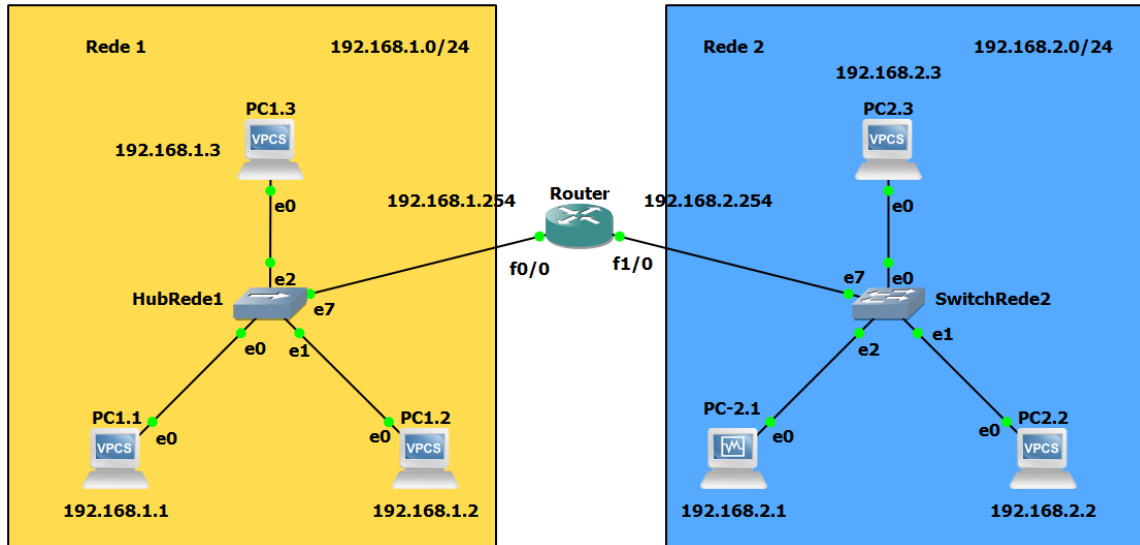 Rede 1
192.168.1.0/24
PC1.3
VPCS
192.168.1.3
e0
e2
HubRede1
e7
e0
e1
PC1.1
VPCS
e0
192.168.1.1
PC1.2
e0
VPCS
192.168.1.2
192.168.1.254
Router
192.168.2.254
f0/0
f1/0
Rede 2
192.168.2.0/24
192.168.2.3
PC2.3
VPCS
e0
e7
e0
SwitchRede2
e2
e1
PC-2.1
e0
192.168.2.1
PC2.2
e0
VPCS
192.168.2.2